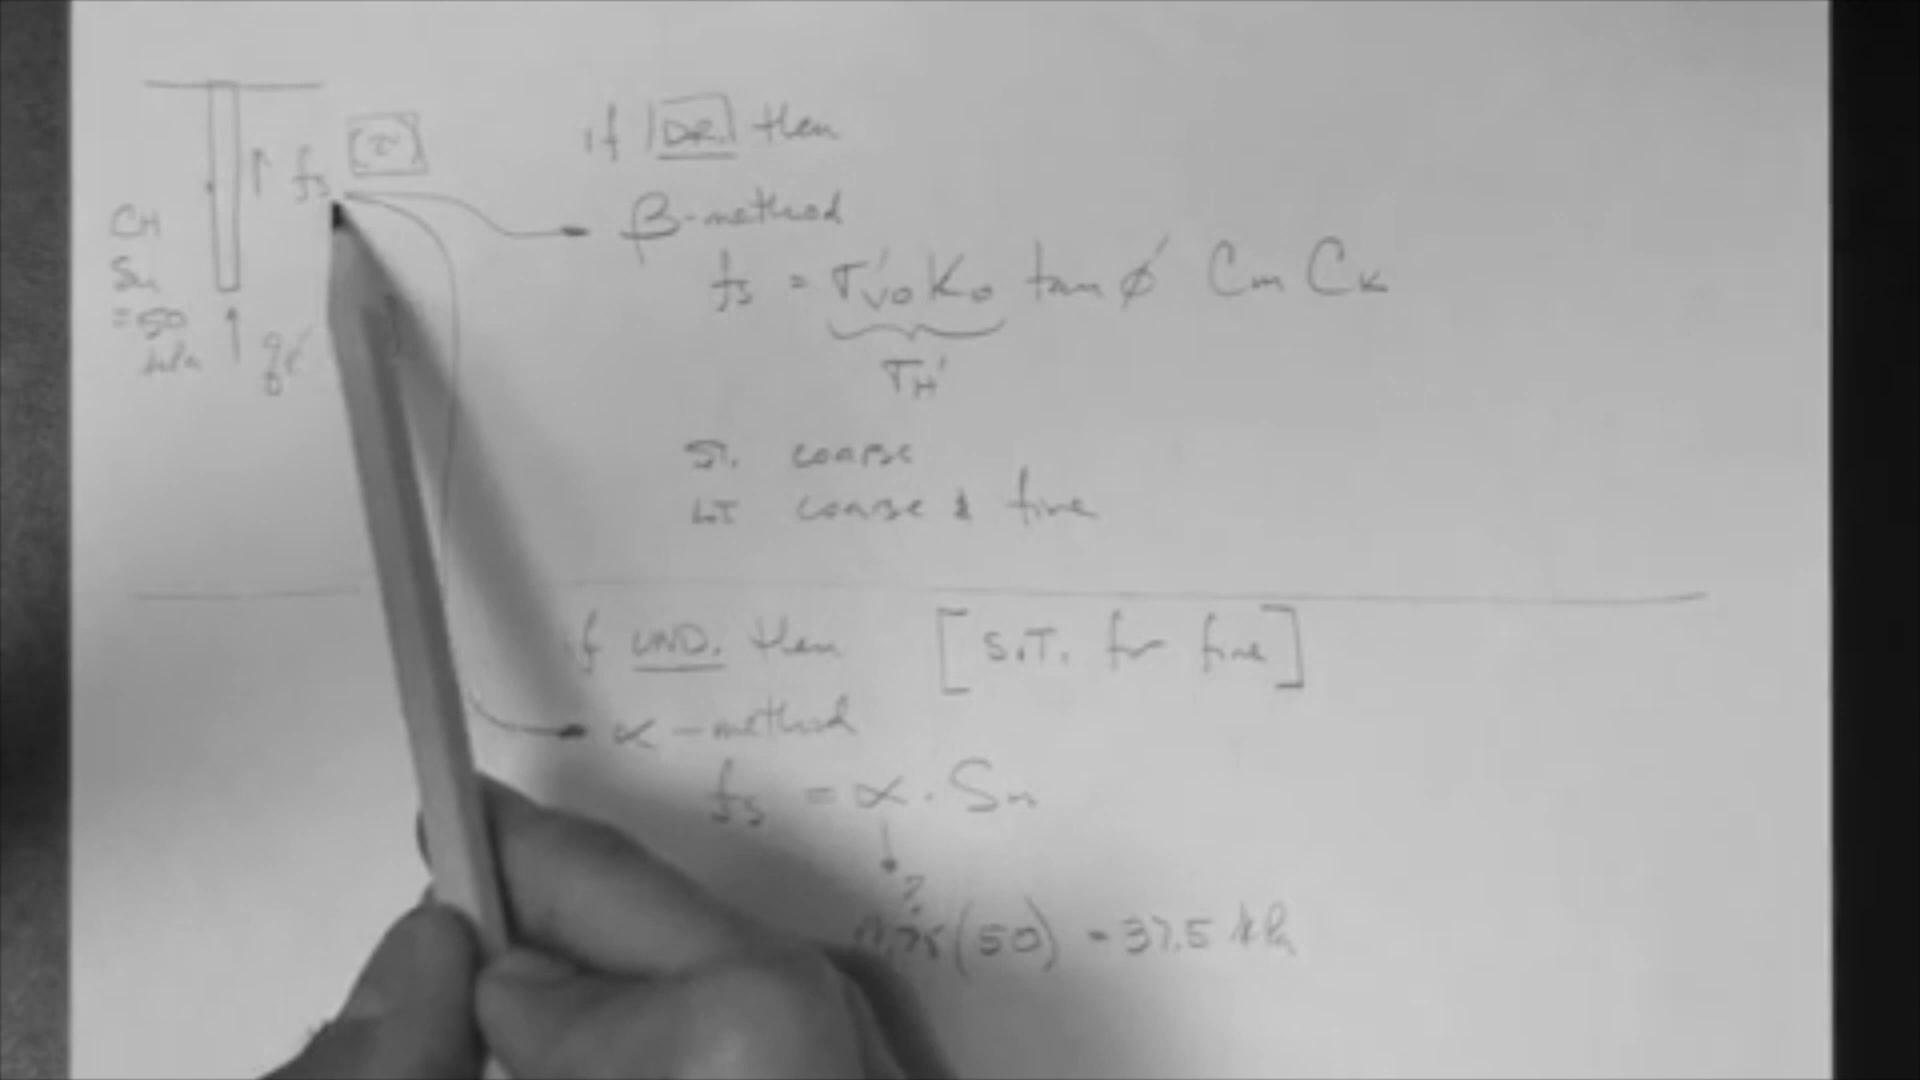 ↑ fs [τ]
CH
Su
= 50
kPa
↑ qt'
if |DR.| then
β-method
fs = σ'vo Ko tan φ' Cm CK
σH'
S.T. coarse
L.T. coarse & fine
if UND. then [S.T. for fine]
α - method
fs = α . Su
?
0.75 (50) = 37.5 kPa